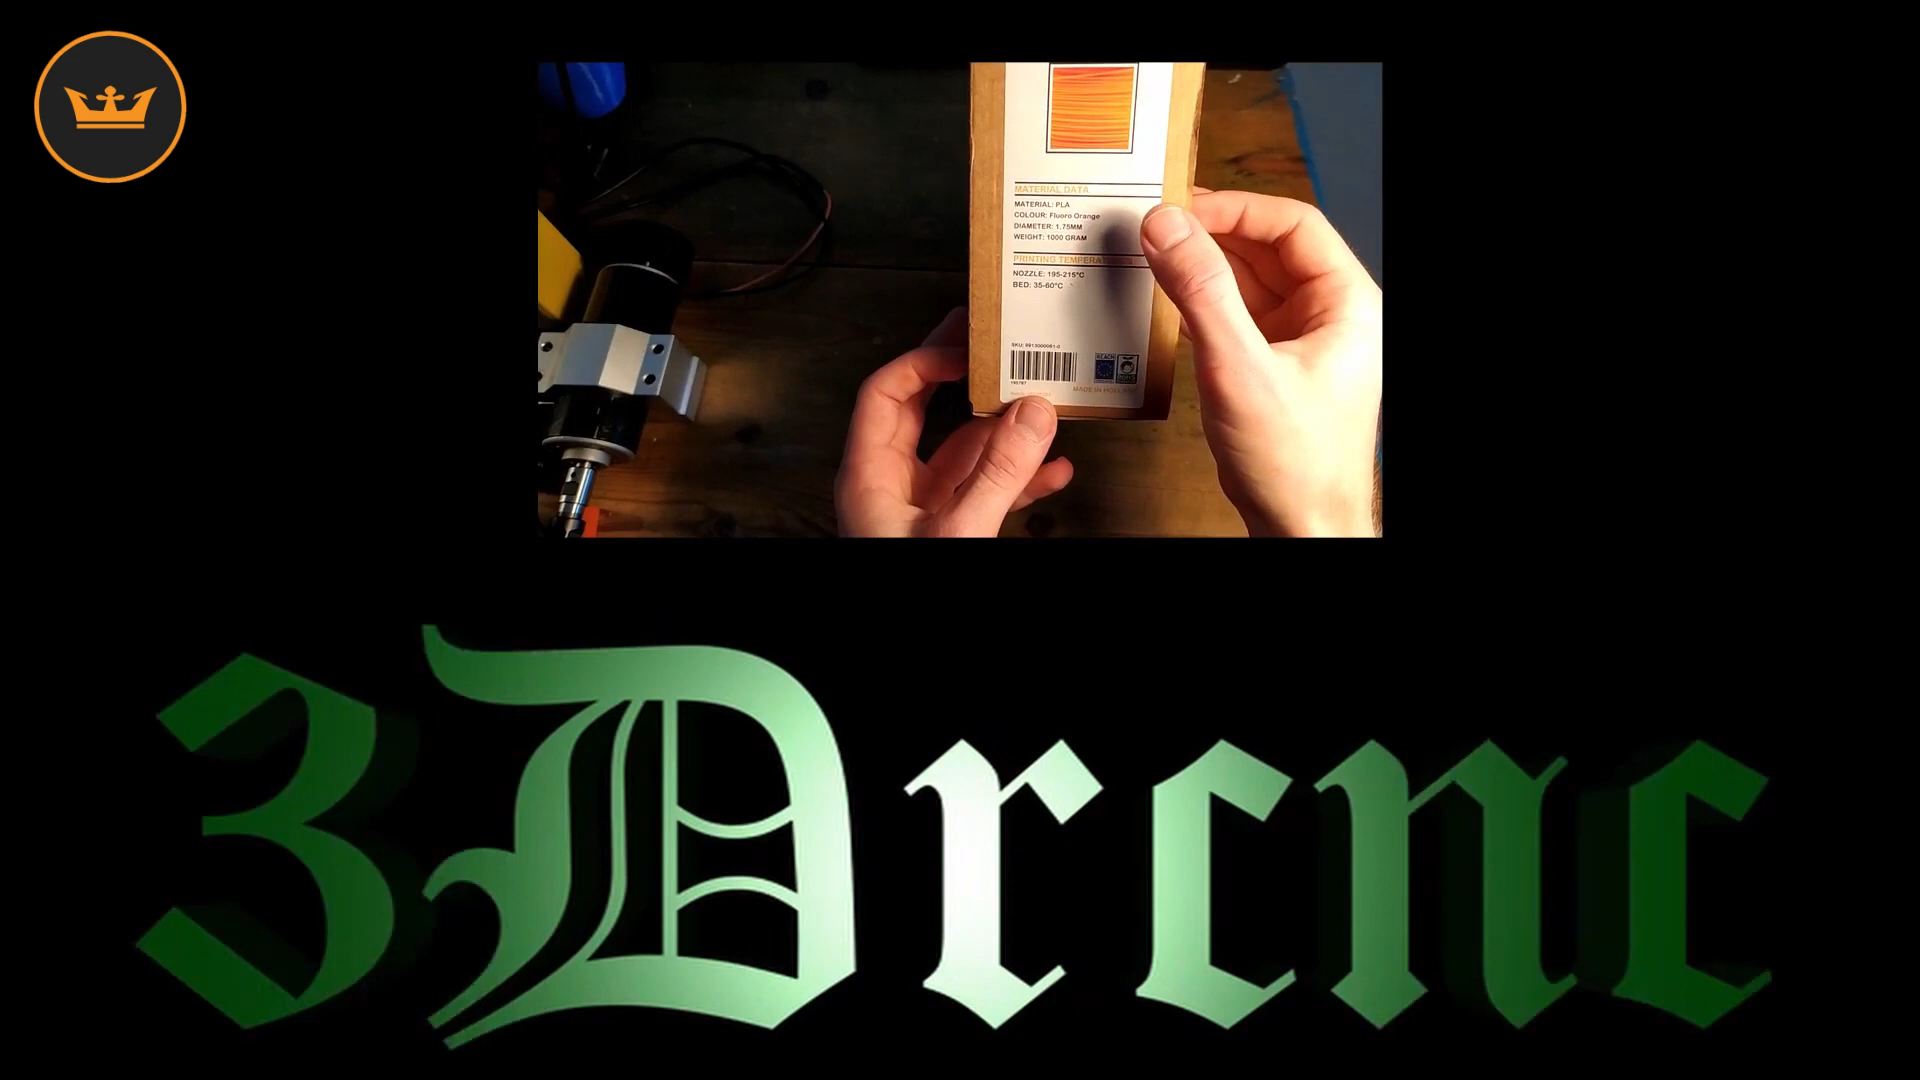 MATERIAL DATA
MATERIAL: PLA
COLOUR: Fluoro Orange
DIAMETER: 1.75MM
WEIGHT: 1000 GRAM
PRINTING TEMPERATURE
NOZZLE: 195-215°C
BED: 35-60°C
REACH
MADE IN HOLLAND
3Drcnc